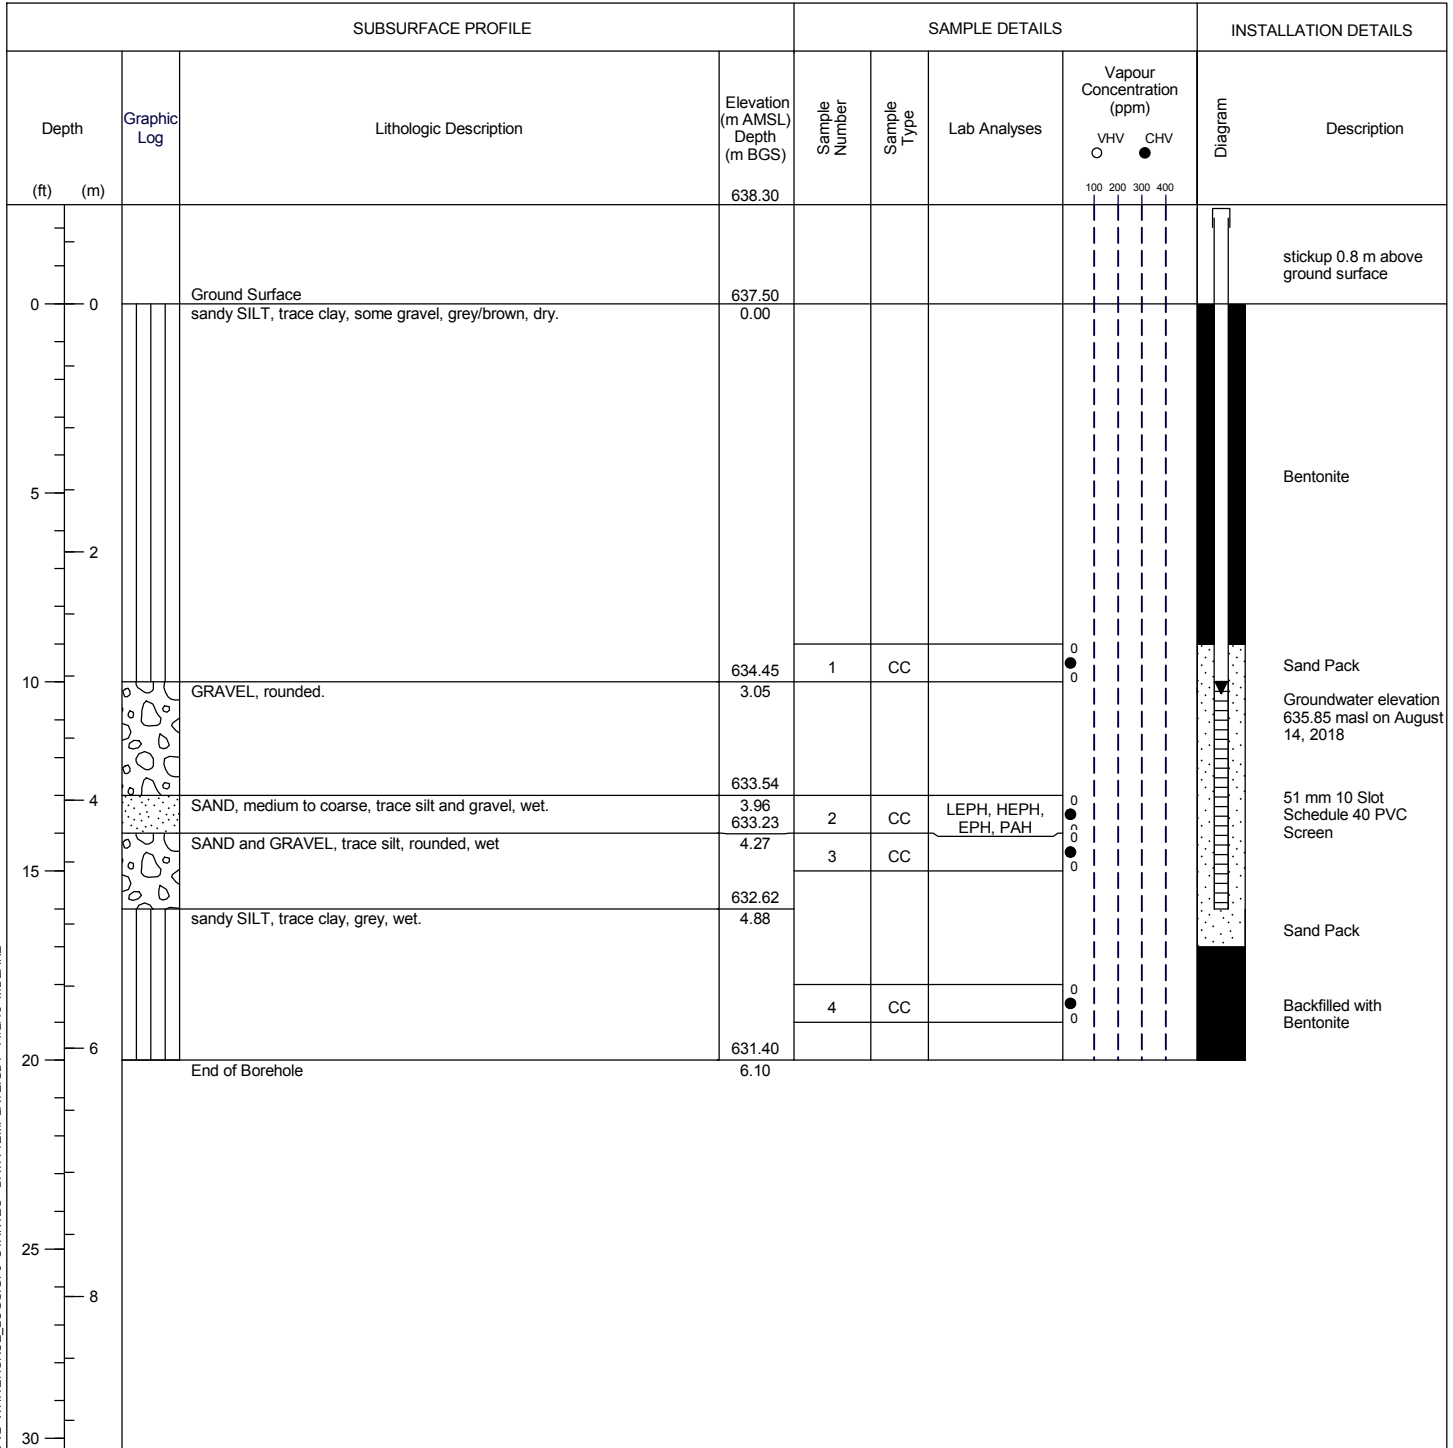 SUBSURFACE PROFILE
SAMPLE DETAILS
INSTALLATION DETAILS
Depth
(ft) (m)
Graphic
Log
Lithologic Description
Elevation
(m AMSL)
Depth
(m BGS)
638.30
Sample
Number
Sample
Type
Lab Analyses
Vapour
Concentration
(ppm)
VHV CHV
100 200 300 400
Diagram
Description
stickup 0.8 m above
ground surface
Ground Surface 637.50
0 0
sandy SILT, trace clay, some gravel, grey/brown, dry. 0.00
Bentonite
5
2
0
634.45 1 CC Sand Pack
0
10
GRAVEL, rounded. 3.05
Groundwater elevation
635.85 masl on August
14, 2018
633.54
4
SAND, medium to coarse, trace silt and gravel, wet. 3.96
633.23
2 CC
LEPH, HEPH,
EPH, PAH
0
0
51 mm 10 Slot
Schedule 40 PVC
Screen
SAND and GRAVEL, trace silt, rounded, wet 4.27
0
3 CC
0
15
632.62
sandy SILT, trace clay, grey, wet. 4.88
Sand Pack
0
4 CC
0
Backfilled with
Bentonite
631.40
20 6
End of Borehole 6.10
25
8
30